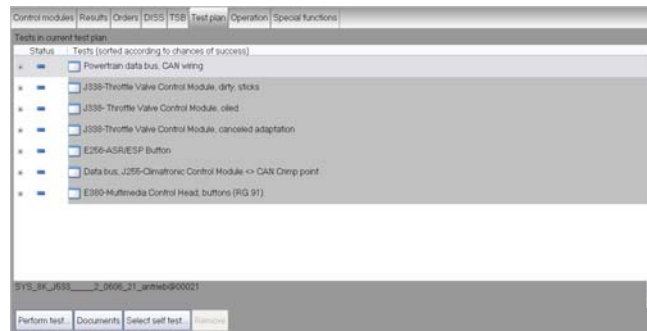 Control modules Results Orders DISS TSB Test plan Operation Special functions
Tests in current test plan
Status Tests (sorted according to chances of success)
Powertrain data bus, CAN wiring
J338-Throttle Valve Control Module, dirty, sticks
J338- Throttle Valve Control Module, oiled
J338-Throttle Valve Control Module, canceled adaptation
E256-ASR/ESP Button
Data bus, J255-Climatronic Control Module <> CAN Crimp point
E380-Multimedia Control Head, buttons (RG 91)
SYS_8K_J533_____2_0606_21_antrieb@00021
Perform test... Documents Select self test... Remove